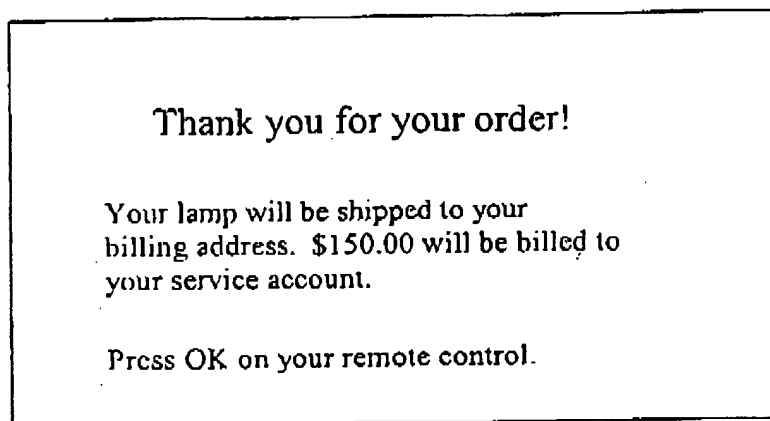 Thank you for your order!
Your lamp will be shipped to your
billing address. $150.00 will be billed to
your service account.
Press OK on your remote control.